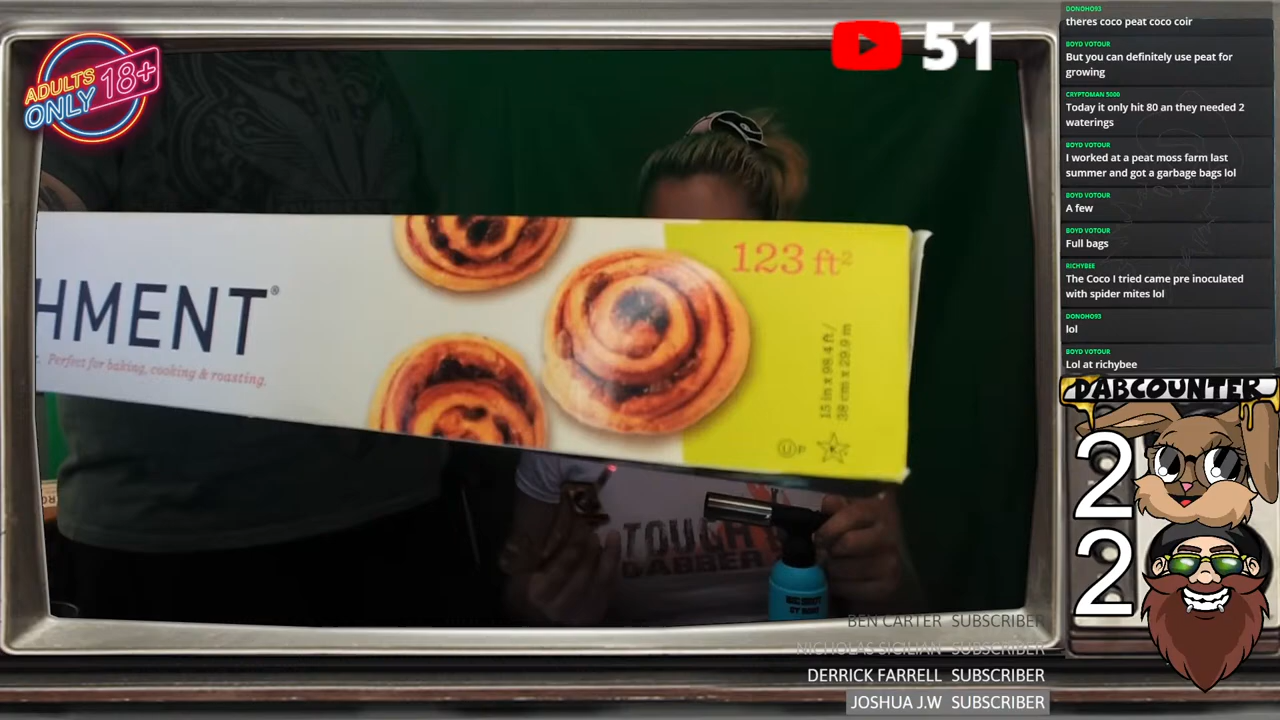 ADULTS
ONLY 18+
51
HMENT®
Perfect for baking, cooking & roasting.
123 ft²
15 in x 98.4 ft/
38 cm x 29.9 m
U P
K
TOUGH
DABBER
DONDHO93
theres coco peat coco coir
BOYD VOTOUR
But you can definitely use peat for
growing
CRYPTOMAN 5000
Today it only hit 80 an they needed 2
waterings
BOYD VOTOUR
I worked at a peat moss farm last
summer and got a garbage bags lol
BOYD VOTOUR
A few
BOYD VOTOUR
Full bags
RICHYBEE
The Coco I tried came pre inoculated
with spider mites lol
DONDHO93
lol
BOYD VOTOUR
Lol at richybee
DABCOUNTER
2
2
BEN CARTER SUBSCRIBER
NICHOLAS SICILIAN SUBSCRIBER
DERRICK FARRELL SUBSCRIBER
JOSHUA J.W SUBSCRIBER